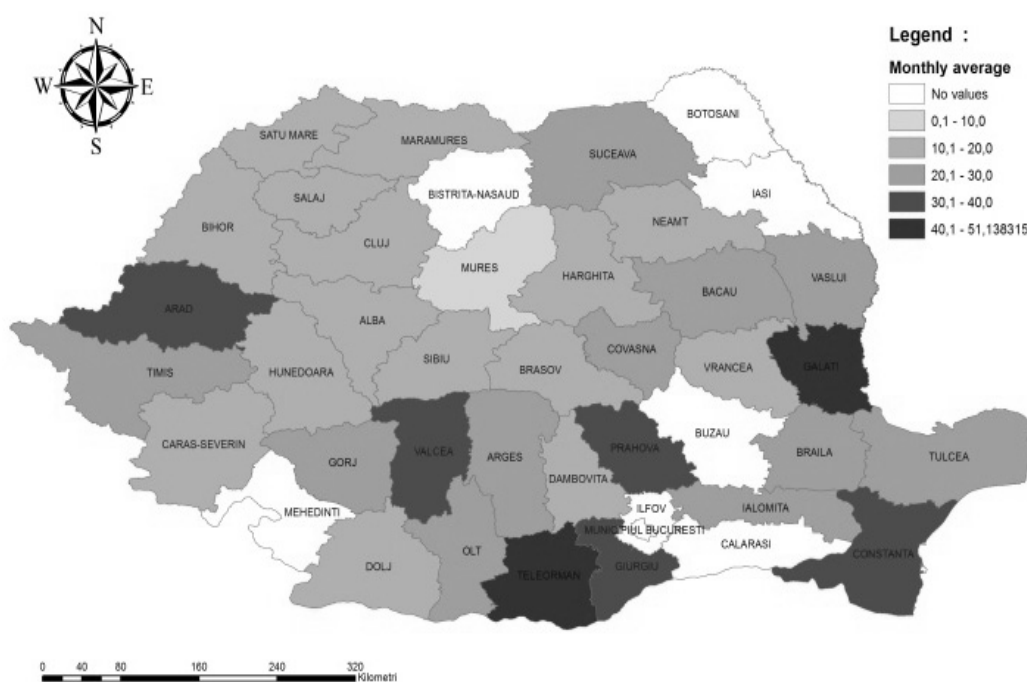 N
W E
S
Legend :
Monthly average
No values
0,1 - 10,0
10,1 - 20,0
20,1 - 30,0
30,1 - 40,0
40,1 - 51,138315
BOTOSANI
SATU MARE
MARAMURES
SUCEAVA
BISTRITA-NASAUD
IASI
SALAJ
NEAMT
BIHOR
CLUJ
MURES
HARGHITA
VASLUI
BACAU
ARAD
ALBA
COVASNA
SIBIU
GALATI
VRANCEA
BRASOV
TIMIS
HUNEDOARA
BUZAU
CARAS-SEVERIN
PRAHOVA
VALCEA
BRAILA
TULCEA
ARGES
GORJ
DAMBOVITA
ILFOV
IALOMITA
MEHEDINTI
MUNICIPIUL BUCURESTI
CALARASI
OLT
CONSTANTA
DOLJ
GIURGIU
TELEORMAN
0 20 40 80 160 240 320
Kilometri